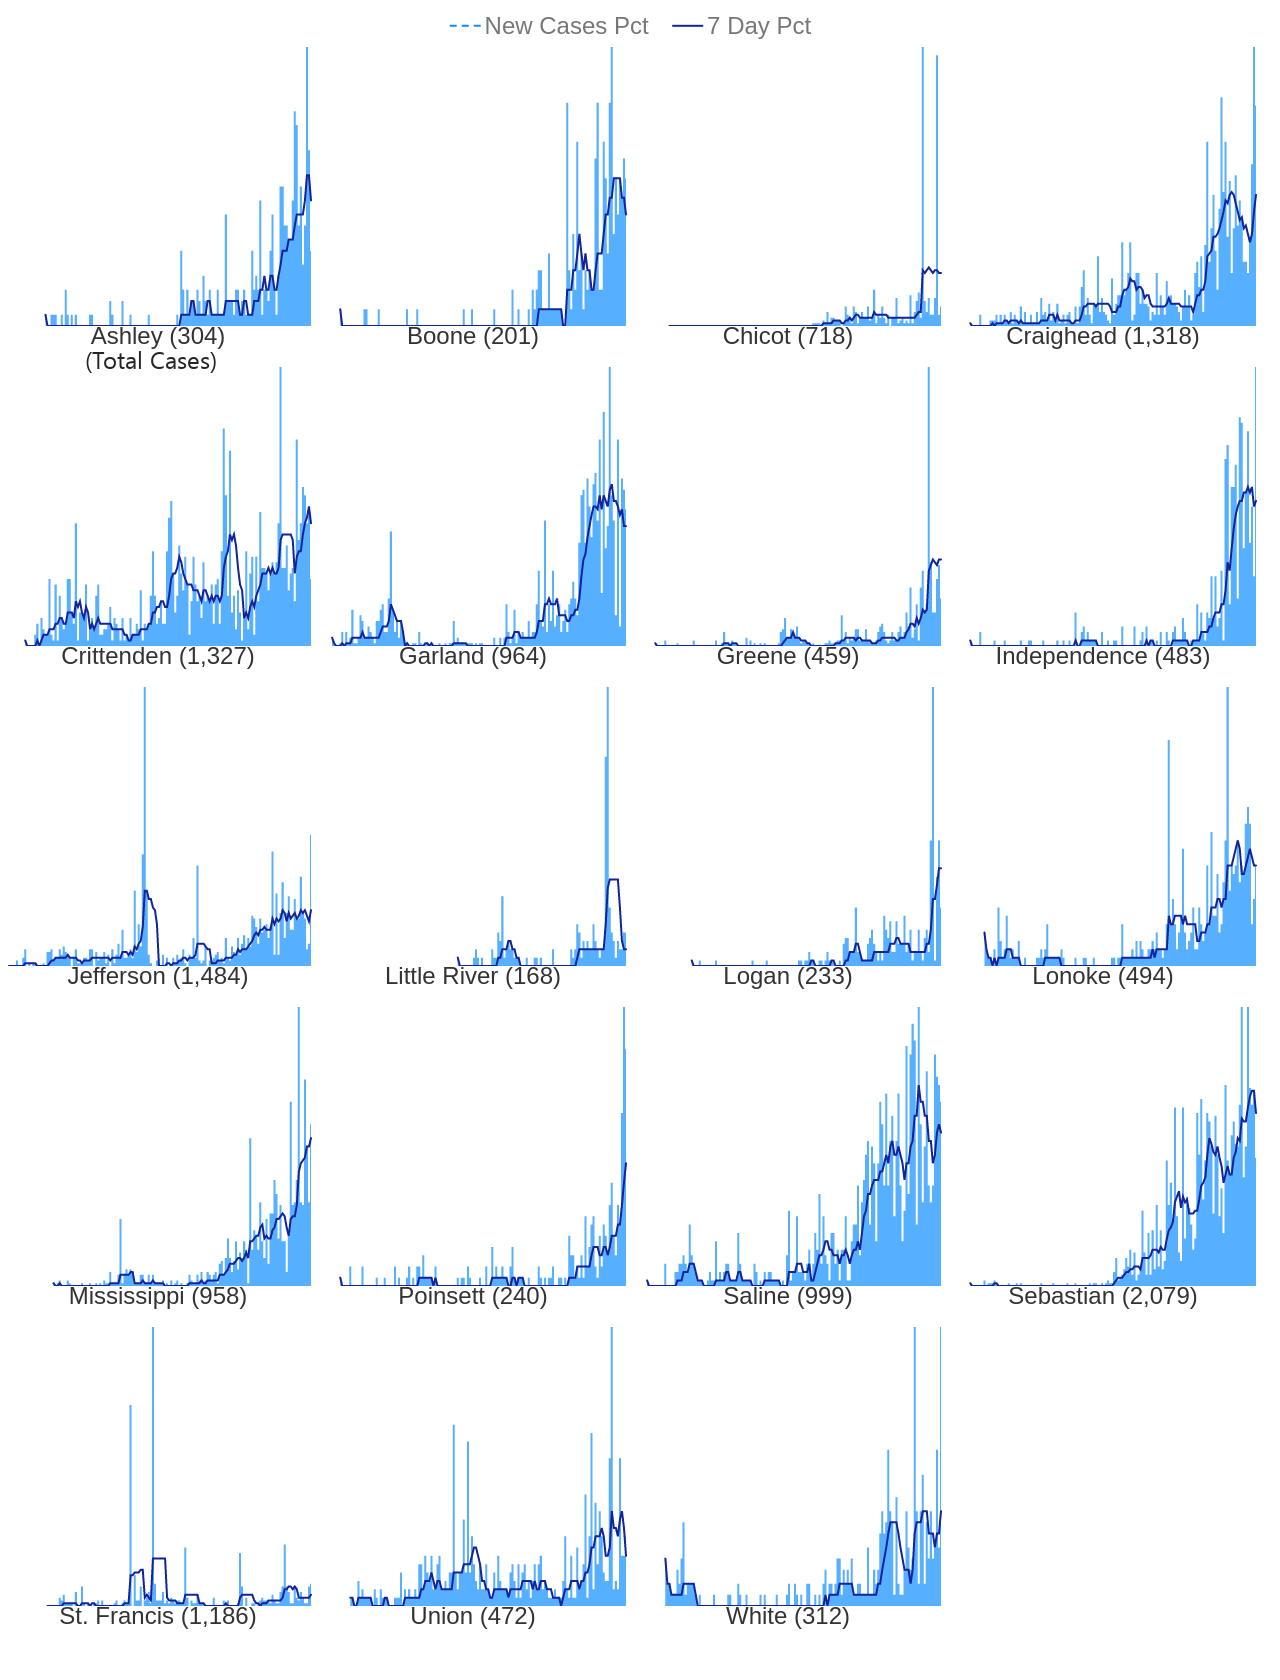 New Cases Pct 7 Day Pct
Ashley (304)
(Total Cases)
Boone (201)
Chicot (718)
Craighead (1,318)
Crittenden (1,327)
Garland (964)
Greene (459)
Independence (483)
Jefferson (1,484)
Little River (168)
Logan (233)
Lonoke (494)
Mississippi (958)
Poinsett (240)
Saline (999)
Sebastian (2,079)
St. Francis (1,186)
Union (472)
White (312)